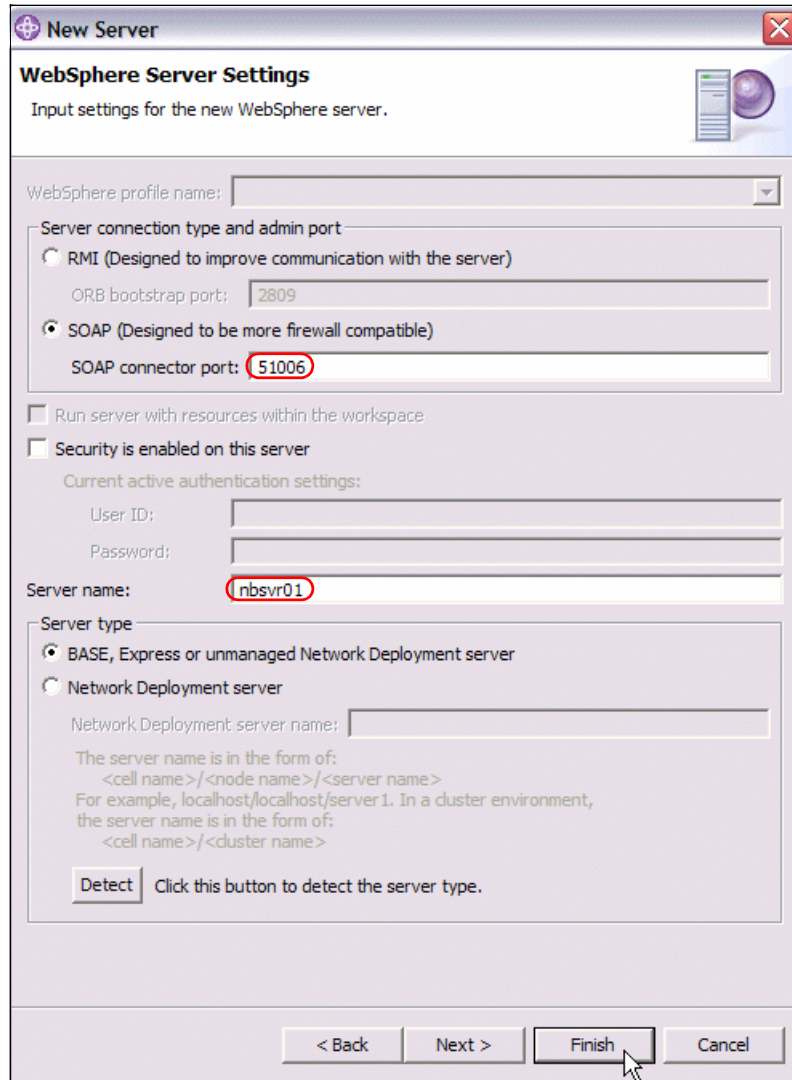 New Server
WebSphere Server Settings
Input settings for the new WebSphere server.
WebSphere profile name:
Server connection type and admin port
RMI (Designed to improve communication with the server)
ORB bootstrap port: 2809
SOAP (Designed to be more firewall compatible)
SOAP connector port: 51006
Run server with resources within the workspace
Security is enabled on this server
Current active authentication settings:
User ID:
Password:
Server name: nbsvr01
Server type
BASE, Express or unmanaged Network Deployment server
Network Deployment server
Network Deployment server name:
The server name is in the form of:
<cell name>/<node name>/<server name>
For example, localhost/localhost/server1. In a cluster environment,
the server name is in the form of:
<cell name>/<cluster name>
Detect Click this button to detect the server type.
< Back Next > Finish Cancel